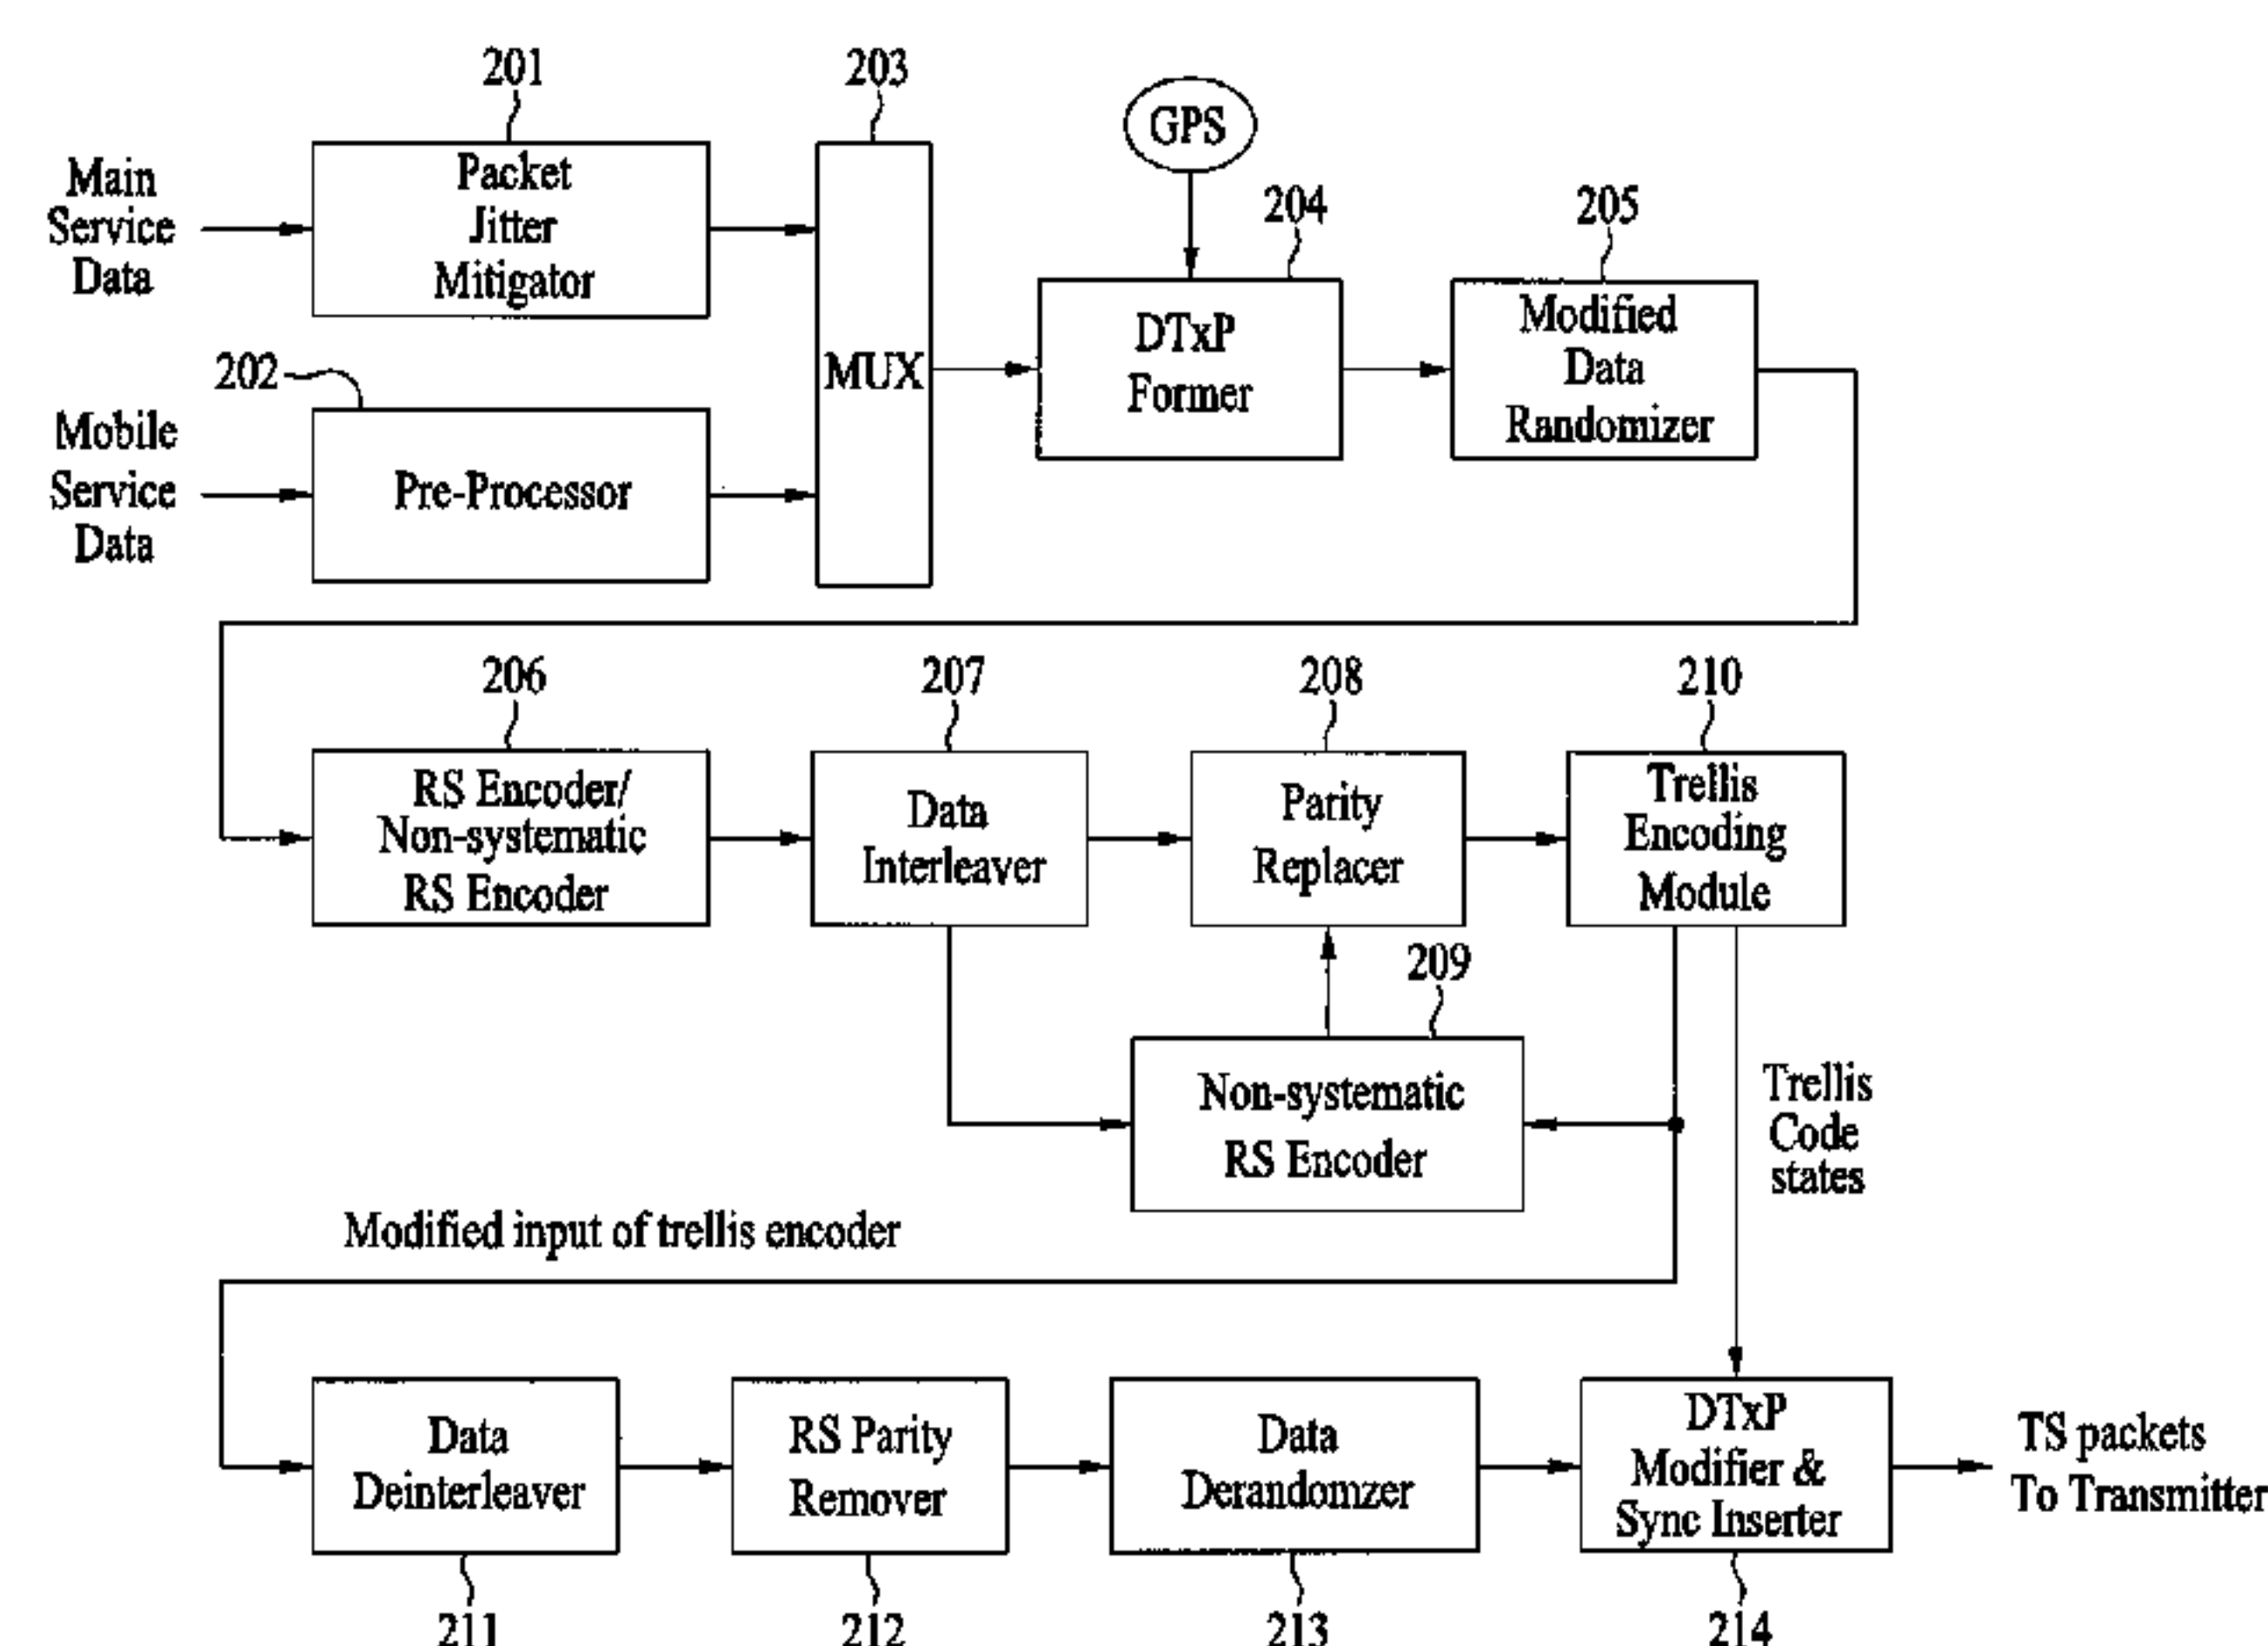 201
203
GPS
204
205
Main
Service
Data
Packet
Jitter
Mitigator
202
Mobile
Service
Data
Pre-Processor
MUX
DTxP
Former
Modified
Data
Randomizer
206
207
208
210
RS Encoder/
Non-systematic
RS Encoder
Data
Interleaver
Parity
Replacer
Trellis
Encoding
Module
209
Non-systematic
RS Encoder
Trellis
Code
states
Modified input of trellis encoder
Data
Deinterleaver
RS Parity
Remover
Data
Derandomzer
DTxP
Modifier &
Sync Inserter
TS packets
To Transmitter
211
212
213
214